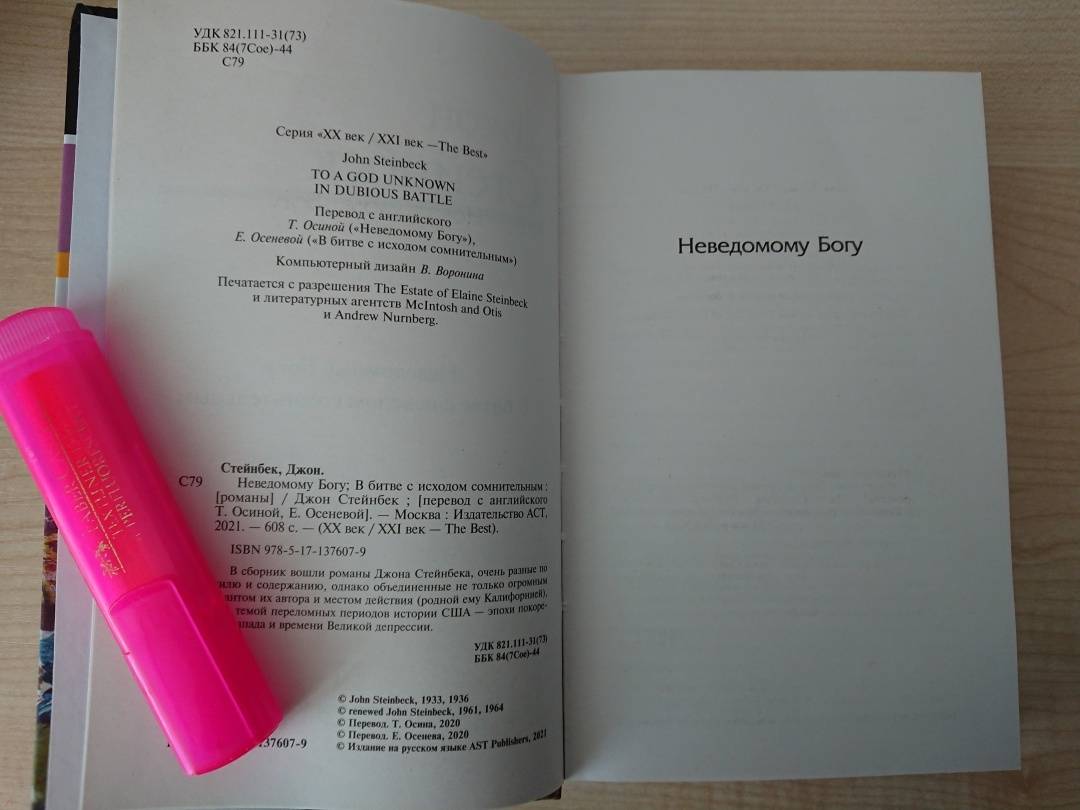 УДК 821.111-31(73)
ББК 84(7Сое)-44
С79
Серия «XX век / XXI век —The Best»
John Steinbeck
TO A GOD UNKNOWN
IN DUBIOUS BATTLE
Перевод с английского
Т. Осиной («Неведомому Богу»),
Е. Осеневой («В битве с исходом сомнительным»)
Компьютерный дизайн В. Воронина
Печатается с разрешения The Estate of Elaine Steinbeck
и литературных агентств McIntosh and Otis
и Andrew Nurnberg.
Стейнбек, Джон.
С79 Неведомому Богу; В битве с исходом сомнительным :
[романы] / Джон Стейнбек ; [перевод с английского
Т. Осиной, Е. Осеневой]. — Москва : Издательство АСТ,
2021. — 608 с. — (XX век / XXI век — The Best).
ISBN 978-5-17-137607-9
В сборник вошли романы Джона Стейнбека, очень разные по
и содержанию, однако объединенные не только огромным
их автора и местом действия (родной ему Калифорнией),
темой переломных периодов истории США — эпохи покоре-
и времени Великой депрессии.
УДК 821.111-31(73)
ББК 84(7Сое)-44
© John Steinbeck, 1933, 1936
© renewed John Steinbeck, 1961, 1964
© Перевод. Т. Осина, 2020
© Перевод. Е. Осенева, 2020
37607-9 © Издание на русском языке AST Publishers, 2021
Неведомому Богу